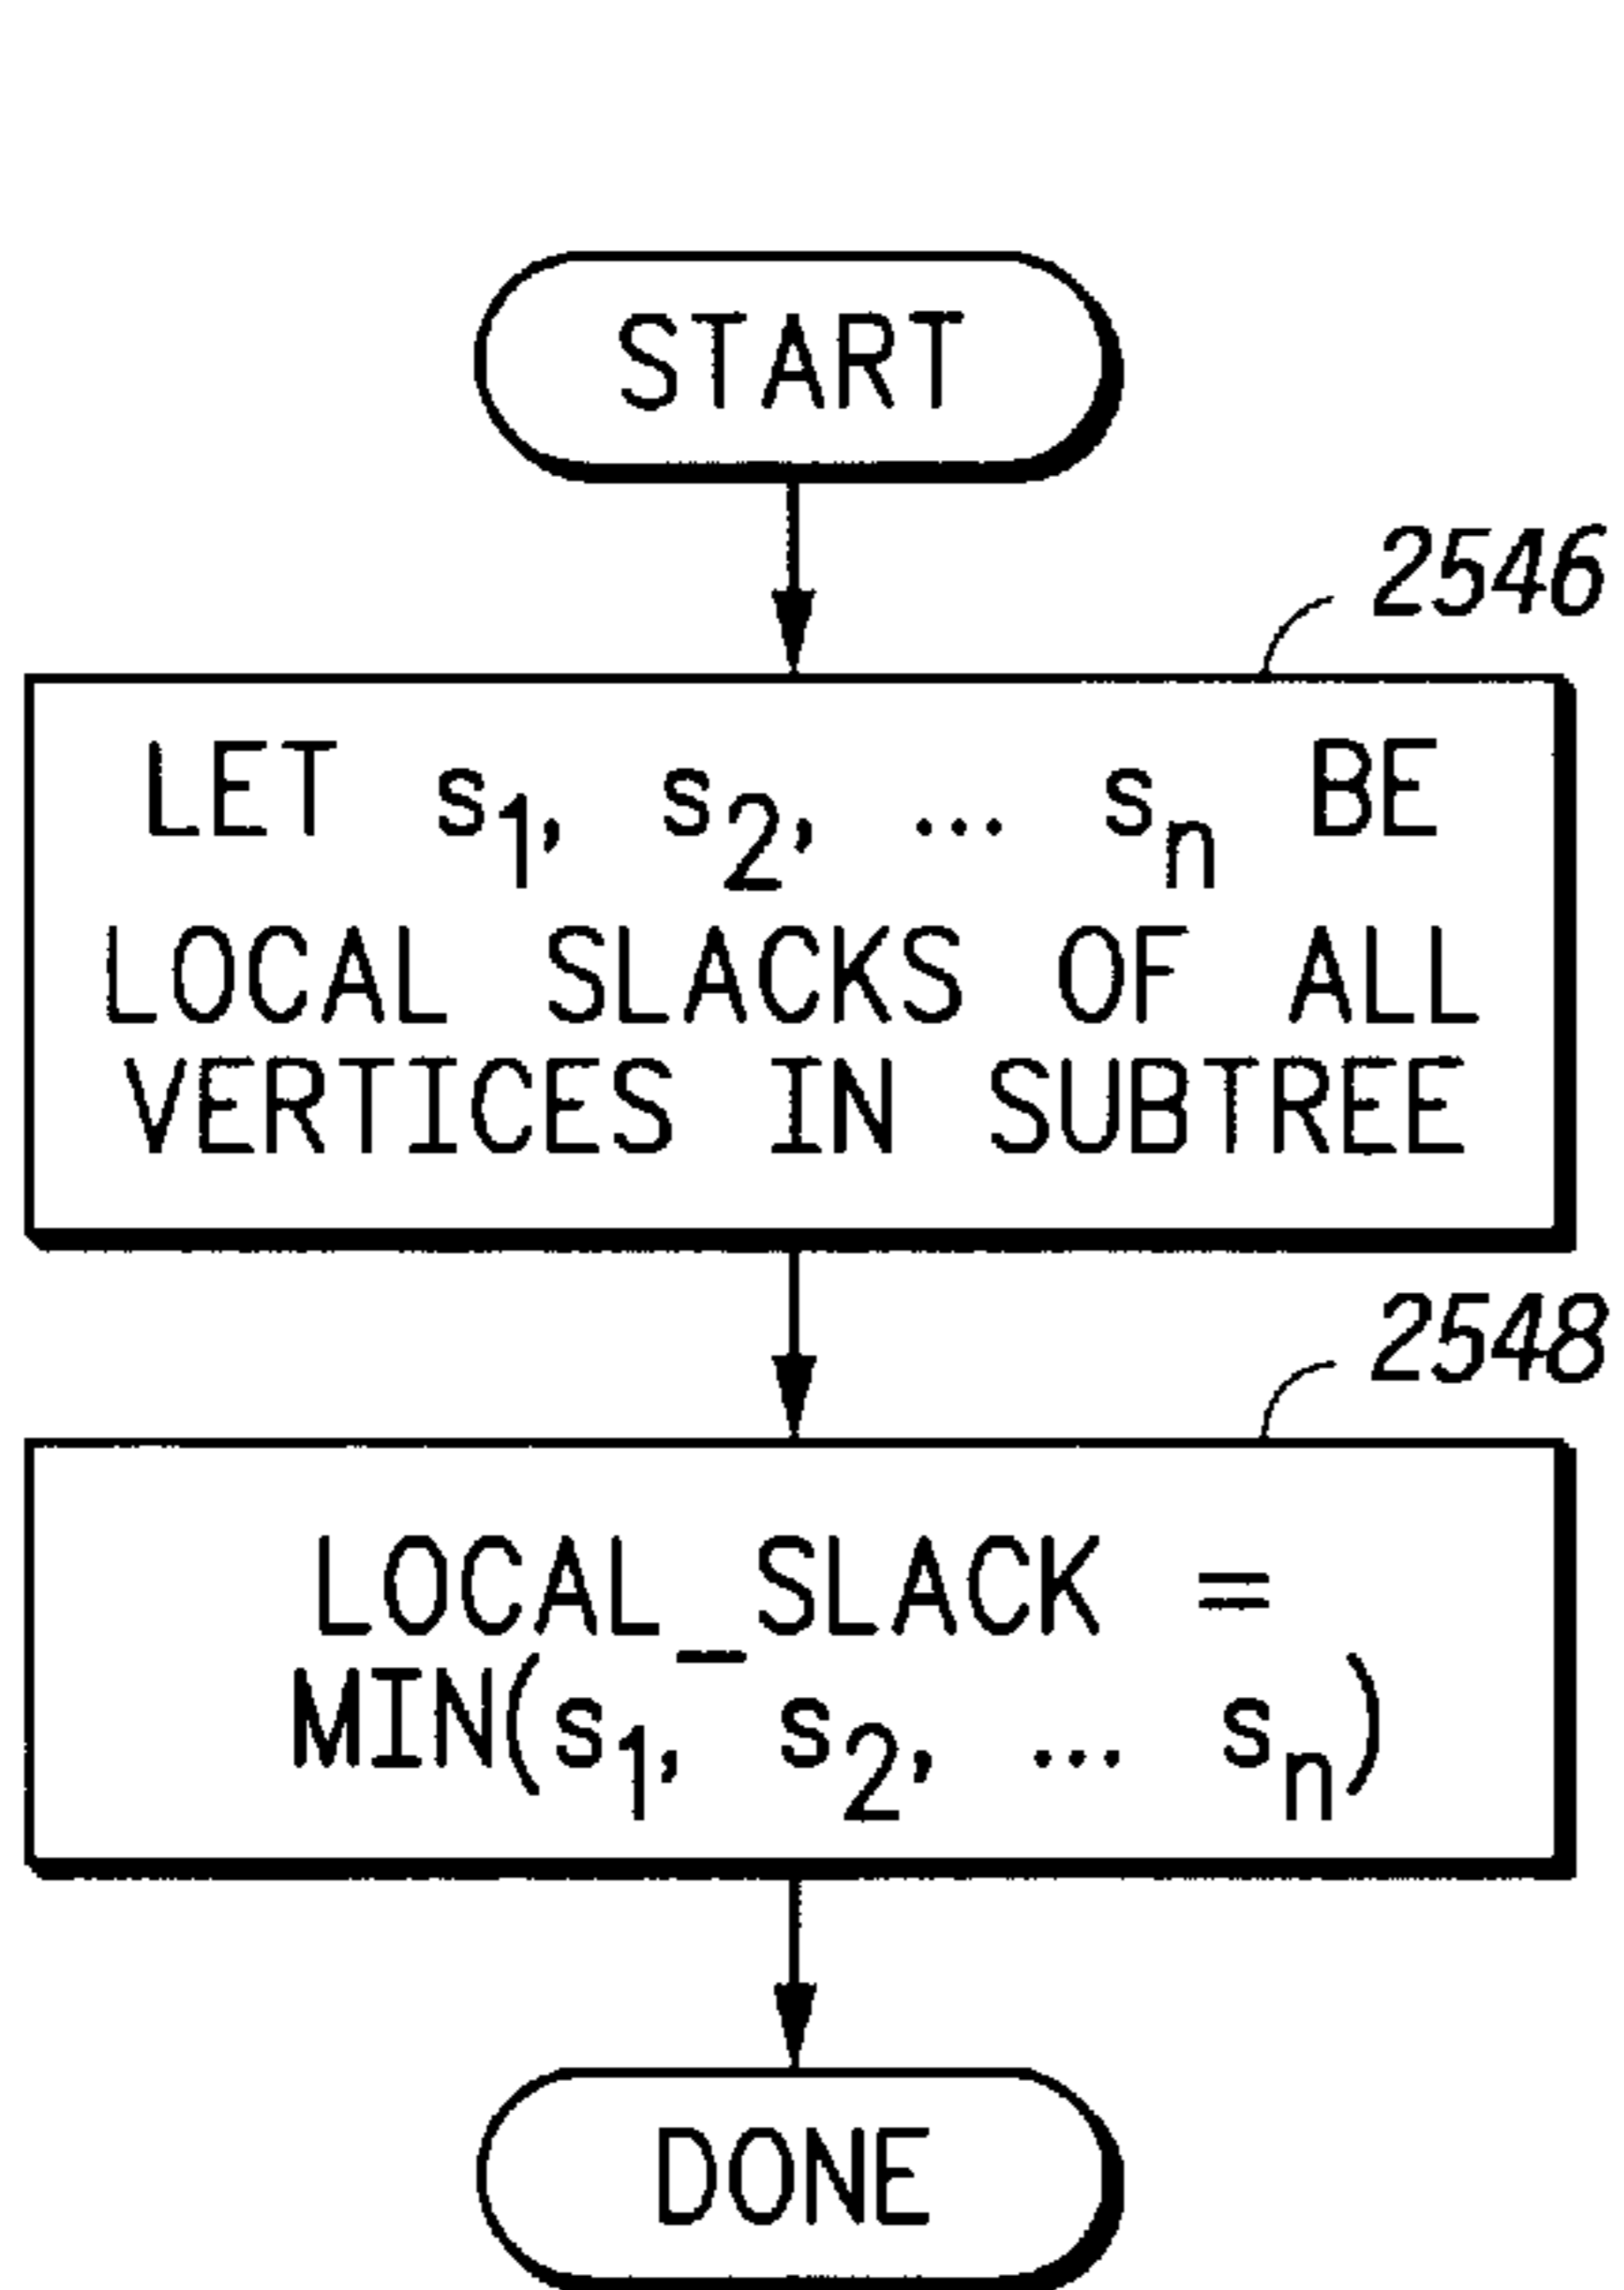 START
2546
LET s₁, s₂, ... sₙ BE
LOCAL SLACKS OF ALL
VERTICES IN SUBTREE
2548
LOCAL_SLACK =
MIN(s₁, s₂, ... sₙ)
DONE